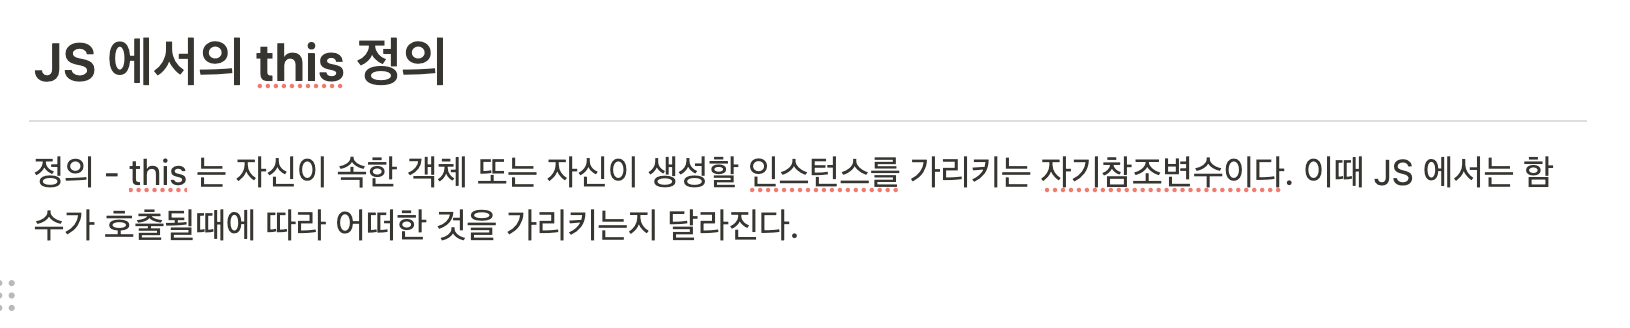 JS 에서의 this 정의
정의 - this 는 자신이 속한 객체 또는 자신이 생성할 인스턴스를 가리키는 자기참조변수이다. 이때 JS 에서는 함
수가 호출될때에 따라 어떠한 것을 가리키는지 달라진다.